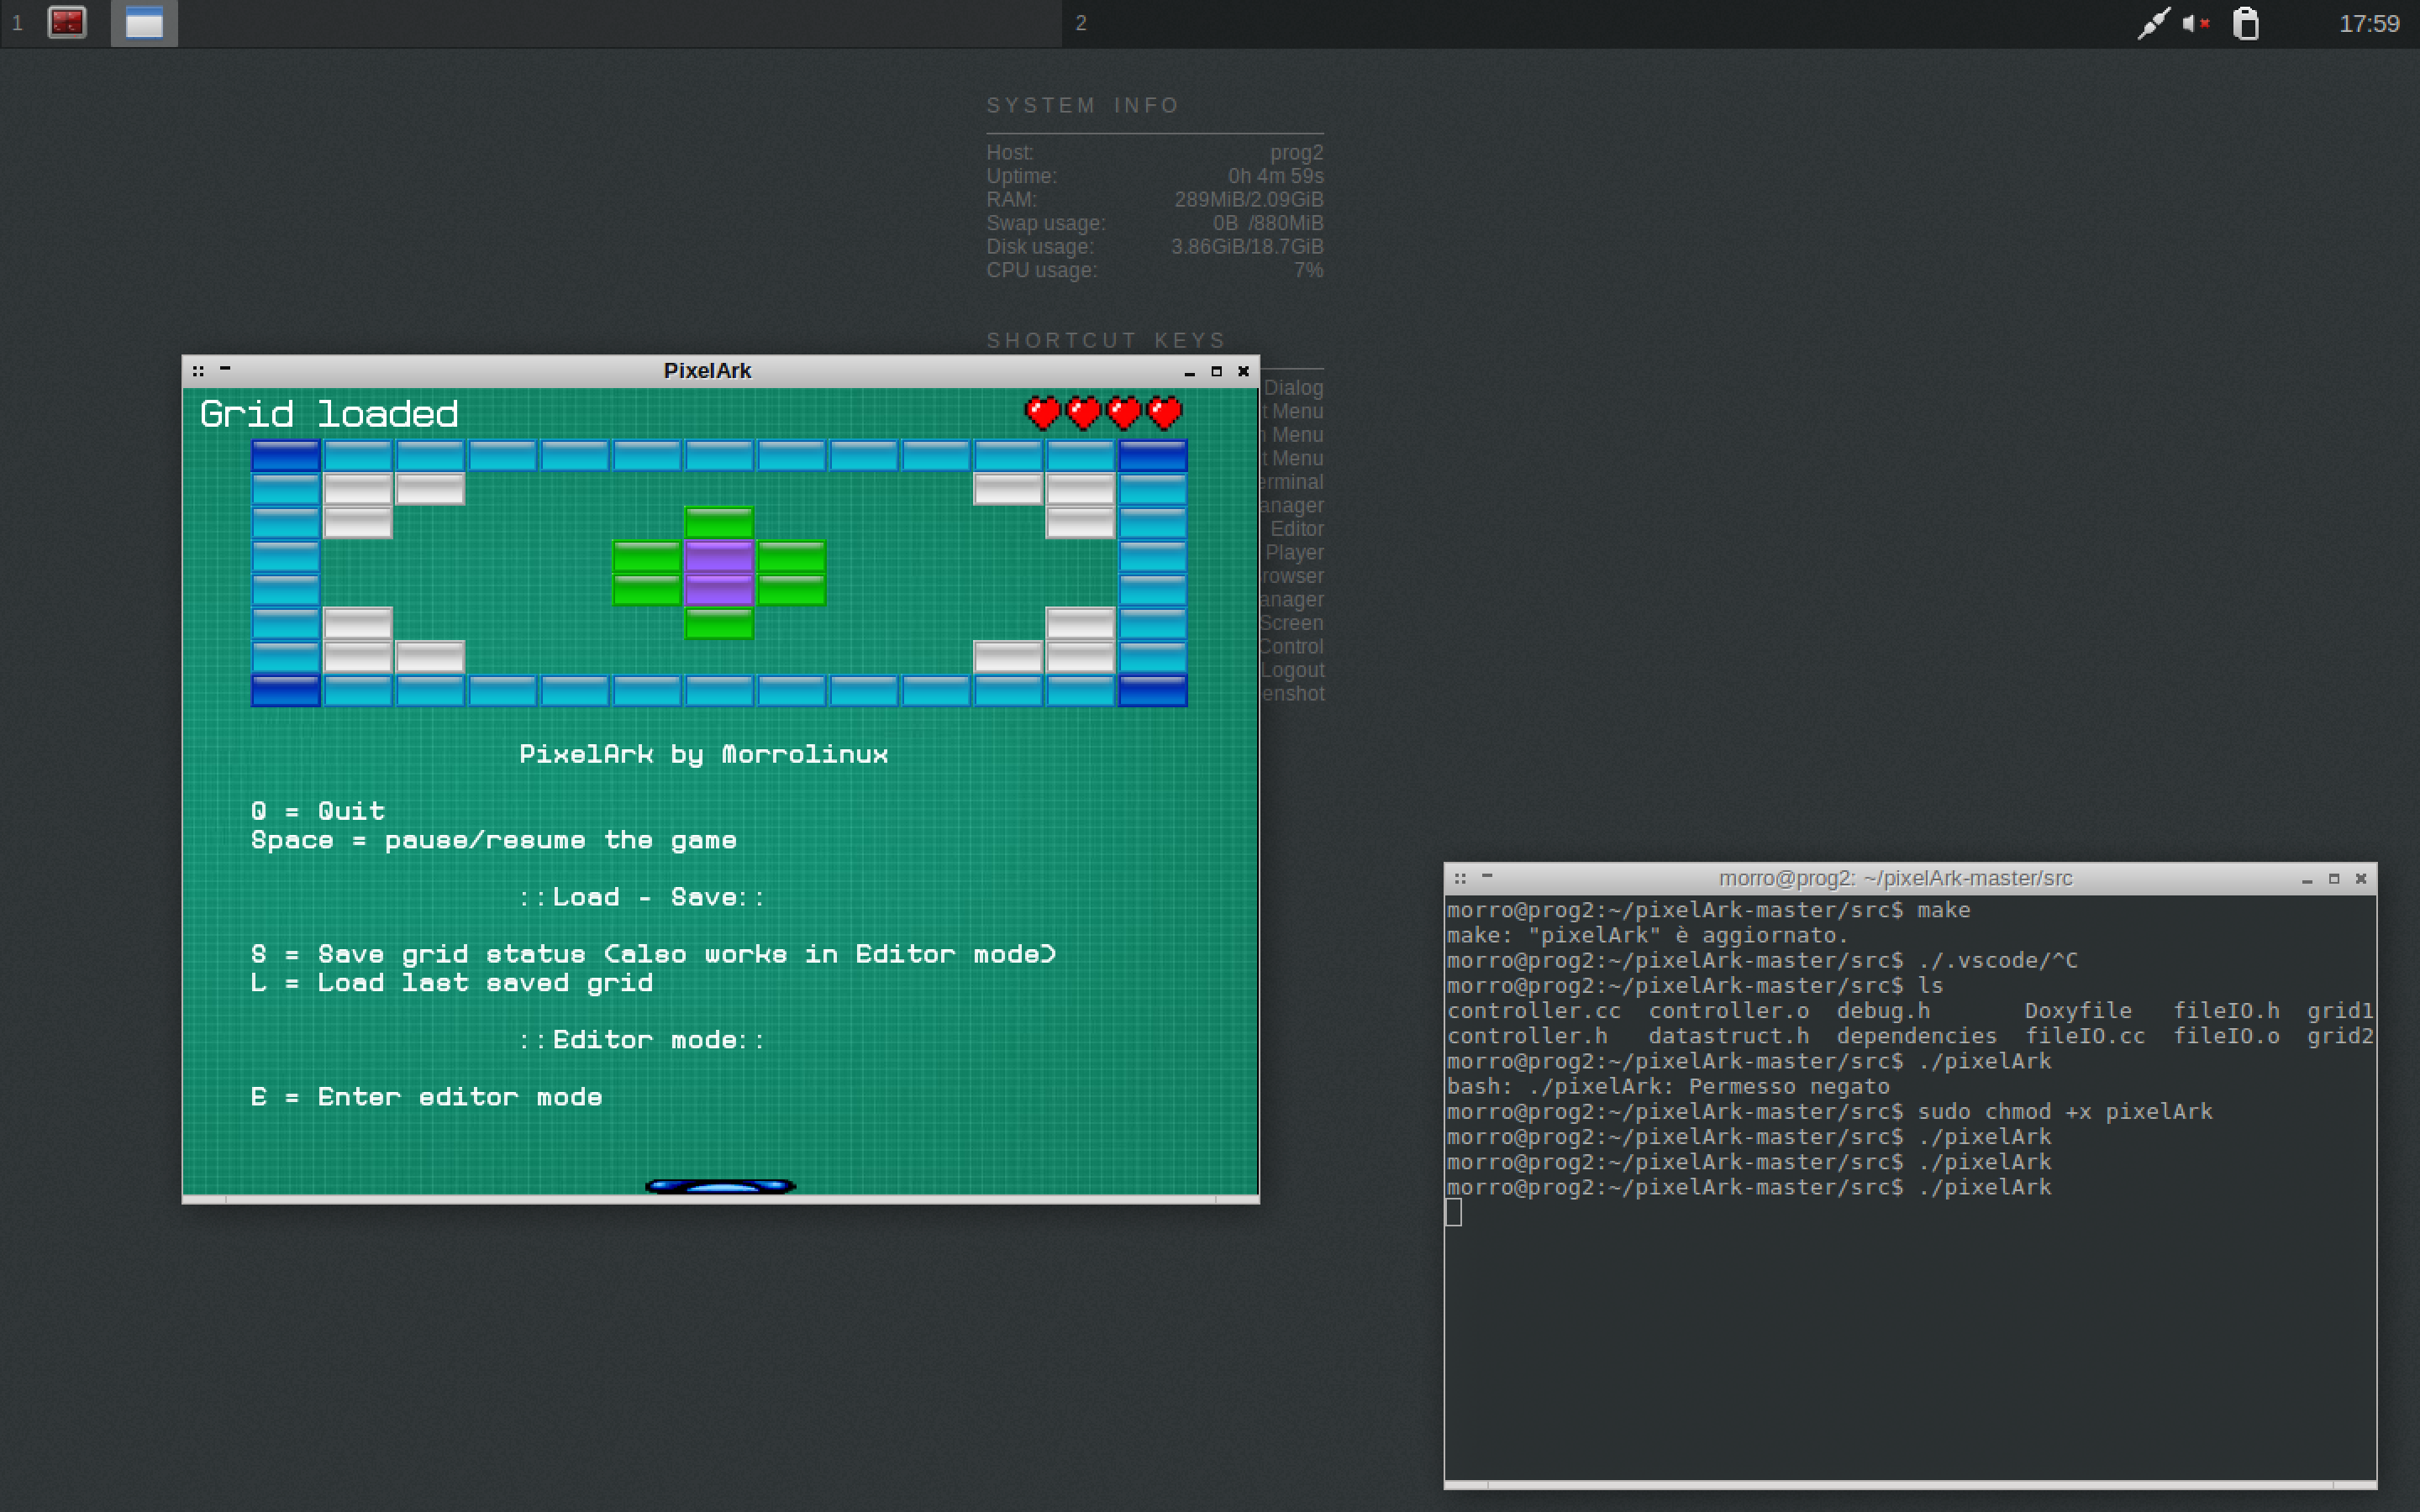 1
2
17:59
SYSTEM INFO
Host: prog2
Uptime: 0h 4m 59s
RAM: 289MiB/2.09GiB
Swap usage: 0B /880MiB
Disk usage: 3.86GiB/18.7GiB
CPU usage: 7%
SHORTCUT KEYS
Dialog
t Menu
Menu
t Menu
erminal
anager
Editor
Player
rowser
anager
Screen
Control
Logout
enshot
PixelArk
Grid loaded
PixelArk by Morrolinux
Q = Quit
Space = pause/resume the game
::Load - Save::
S = Save grid status (also works in Editor mode)
L = Load last saved grid
::Editor mode::
E = Enter editor mode
morro@prog2: ~/pixelArk-master/src
morro@prog2:~/pixelArk-master/src$ make
make: "pixelArk" è aggiornato.
morro@prog2:~/pixelArk-master/src$ ./.vscode/^C
morro@prog2:~/pixelArk-master/src$ ls
controller.cc controller.o debug.h Doxyfile fileIO.h grid1
controller.h datastruct.h dependencies fileIO.cc fileIO.o grid2
morro@prog2:~/pixelArk-master/src$ ./pixelArk
bash: ./pixelArk: Permesso negato
morro@prog2:~/pixelArk-master/src$ sudo chmod +x pixelArk
morro@prog2:~/pixelArk-master/src$ ./pixelArk
morro@prog2:~/pixelArk-master/src$ ./pixelArk
morro@prog2:~/pixelArk-master/src$ ./pixelArk